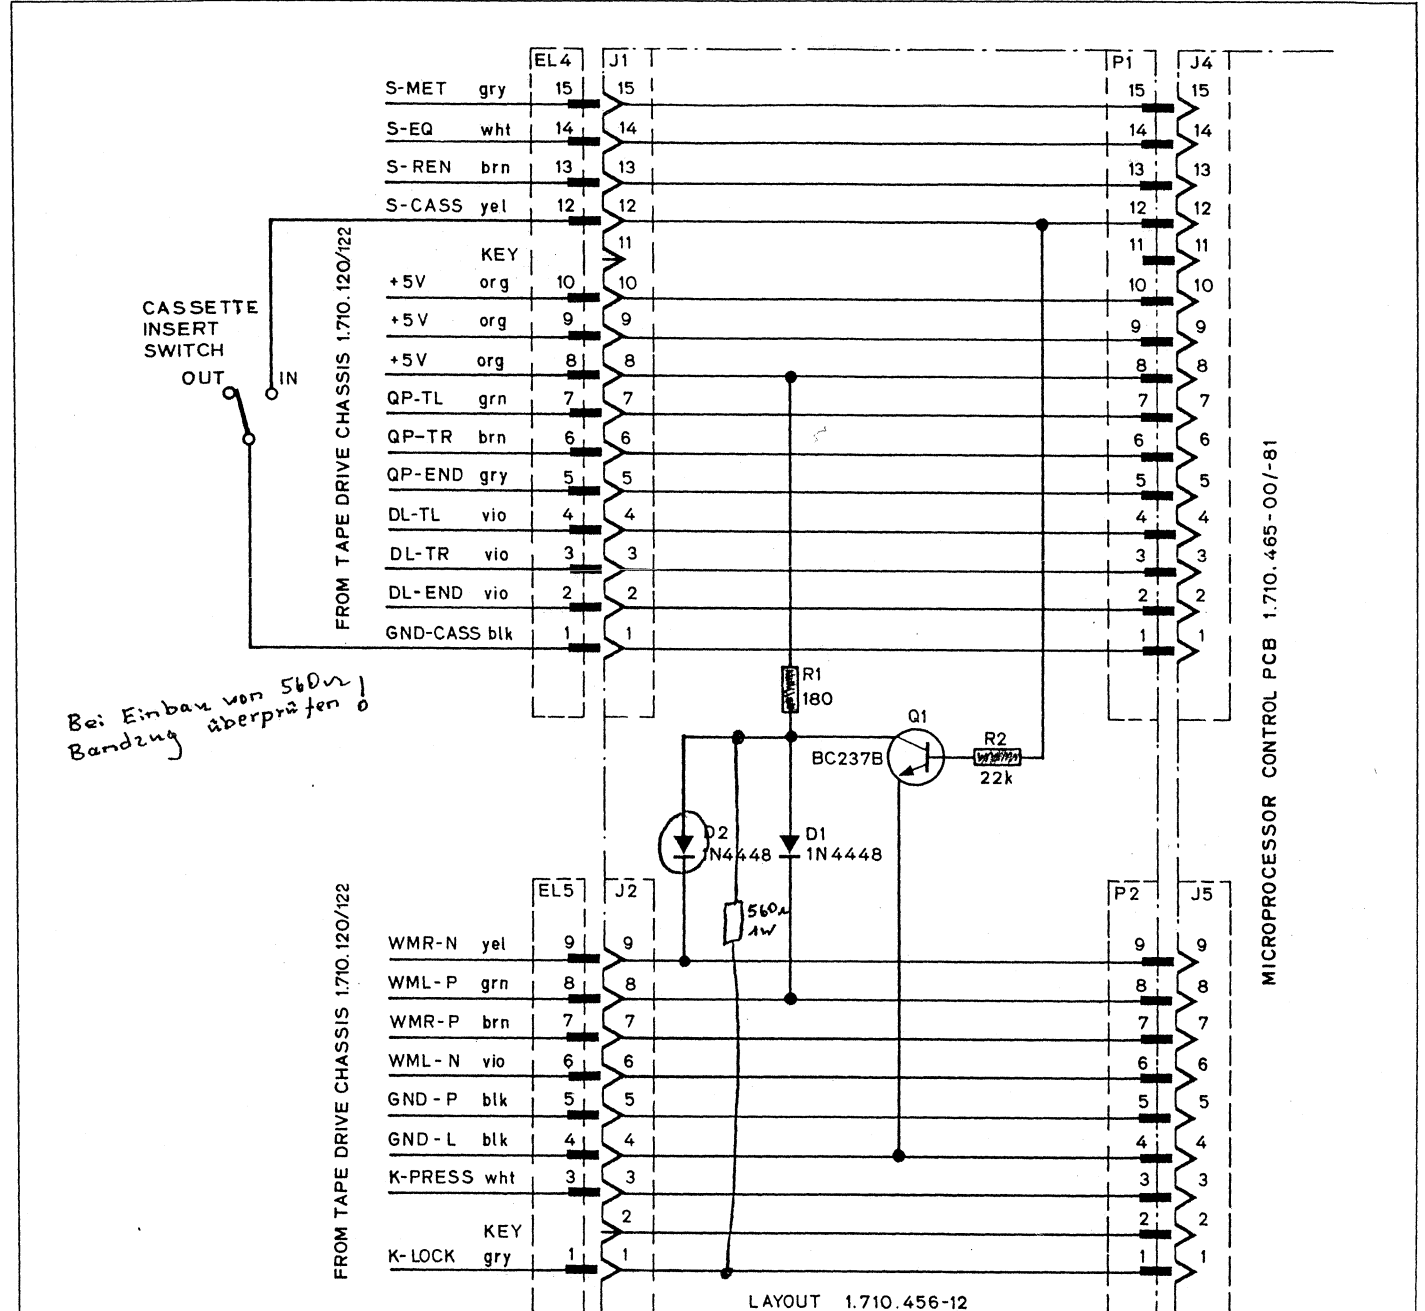 EL4 J1 P1 J4
S-MET gry 15 15 15 15
S-EQ wht 14 14 14 14
S-REN brn 13 13 13 13
S-CASS yel 12 12 12 12
KEY 11 11 11
+5V org 10 10 10 10
+5V org 9 9 9 9
+5V org 8 8 8 8
QP-TL grn 7 7 7 7
QP-TR brn 6 6 6 6
QP-END gry 5 5 5 5
DL-TL vio 4 4 4 4
DL-TR vio 3 3 3 3
DL-END vio 2 2 2 2
GND-CASS blk 1 1 1 1
CASSETTE
INSERT
SWITCH
OUT IN
FROM TAPE DRIVE CHASSIS 1.710.120/122
Bei Einbau von 560Ω!
Bandzug überprüfen!
R1
180
Q1
BC237B
R2
22k
D2
1N4448
D1
1N4448
560Ω
1W
MICROPROCESSOR CONTROL PCB 1.710.465-00/-81
EL5 J2 P2 J5
WMR-N yel 9 9 9 9
WML-P grn 8 8 8 8
WMR-P brn 7 7 7 7
WML-N vio 6 6 6 6
GND-P blk 5 5 5 5
GND-L blk 4 4 4 4
K-PRESS wht 3 3 3 3
KEY 2 2 2
K-LOCK gry 1 1 1 1
FROM TAPE DRIVE CHASSIS 1.710.120/122
LAYOUT 1.710.456-12